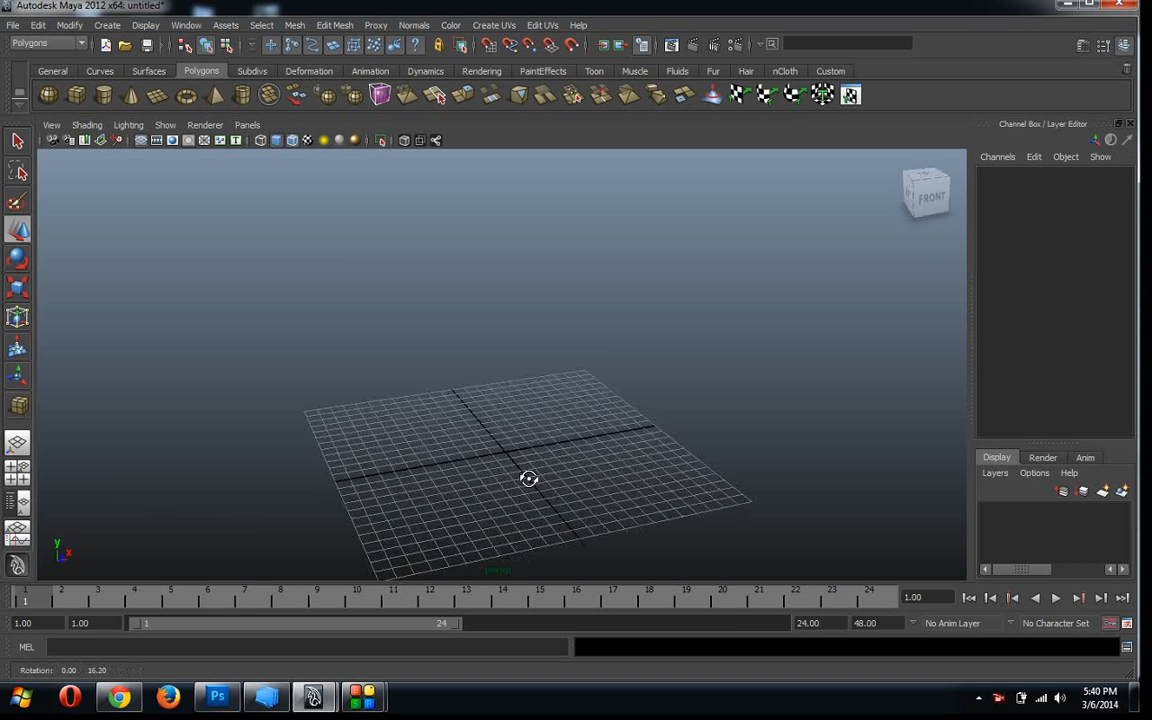 Autodesk Maya 2012 x64: untitled*
File Edit Modify Create Display Window Assets Select Mesh Edit Mesh Proxy Normals Color Create UVs Edit UVs Help
Polygons
General Curves Surfaces Polygons Subdivs Deformation Animation Dynamics Rendering PaintEffects Toon Muscle Fluids Fur Hair nCloth Custom
View Shading Lighting Show Renderer Panels
Channel Box / Layer Editor
Channels Edit Object Show
FRONT
Display Render Anim
Layers Options Help
y
x
persp
1 2 3 4 5 6 7 8 9 10 11 12 13 14 15 16 17 18 19 20 21 22 23 24
1 1.00
1.00 1.00 1 24 24.00 48.00 No Anim Layer No Character Set
MEL
Rotation: 0.00 16.20
Ps
5:40 PM
3/6/2014